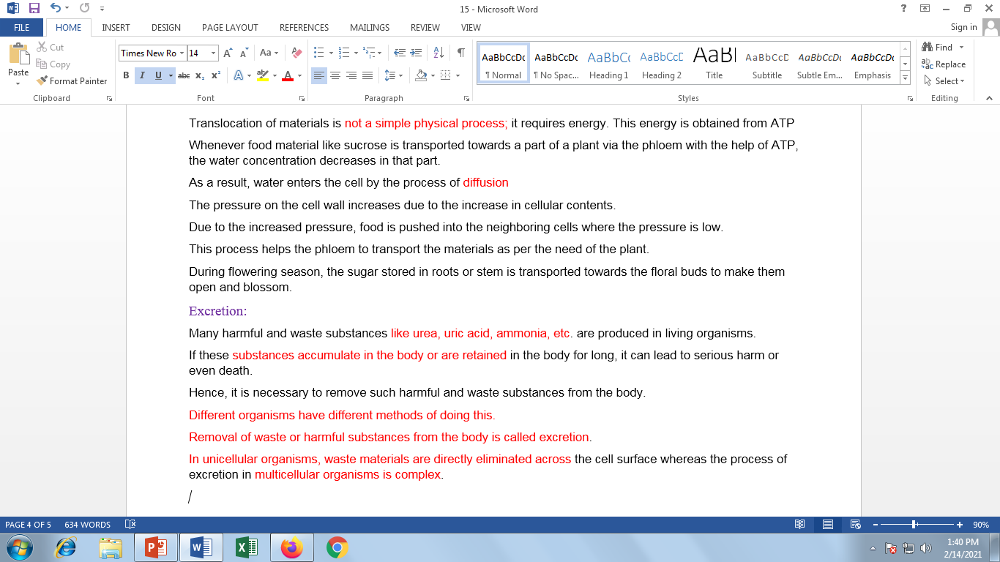 15 - Microsoft Word
?
FILE HOME INSERT DESIGN PAGE LAYOUT REFERENCES MAILINGS REVIEW VIEW Sign in
Paste
Cut
Copy
Format Painter
Clipboard
Times New Ro 14 Aa
B I U abc x₂ x² A ab A
Font
Paragraph
AaBbCcDc AaBbCcDc AaBbCc AaBbCcD AaBl AaBbCcD AaBbCcDc AaBbCcDc
¶ Normal ¶ No Spac... Heading 1 Heading 2 Title Subtitle Subtle Em... Emphasis
Styles
Find
Replace
Select
Editing
Translocation of materials is not a simple physical process; it requires energy. This energy is obtained from ATP
Whenever food material like sucrose is transported towards a part of a plant via the phloem with the help of ATP,
the water concentration decreases in that part.
As a result, water enters the cell by the process of diffusion
The pressure on the cell wall increases due to the increase in cellular contents.
Due to the increased pressure, food is pushed into the neighboring cells where the pressure is low.
This process helps the phloem to transport the materials as per the need of the plant.
During flowering season, the sugar stored in roots or stem is transported towards the floral buds to make them
open and blossom.
Excretion:
Many harmful and waste substances like urea, uric acid, ammonia, etc. are produced in living organisms.
If these substances accumulate in the body or are retained in the body for long, it can lead to serious harm or
even death.
Hence, it is necessary to remove such harmful and waste substances from the body.
Different organisms have different methods of doing this.
Removal of waste or harmful substances from the body is called excretion.
In unicellular organisms, waste materials are directly eliminated across the cell surface whereas the process of
excretion in multicellular organisms is complex.
PAGE 4 OF 5 634 WORDS 90%
1:40 PM
2/14/2021